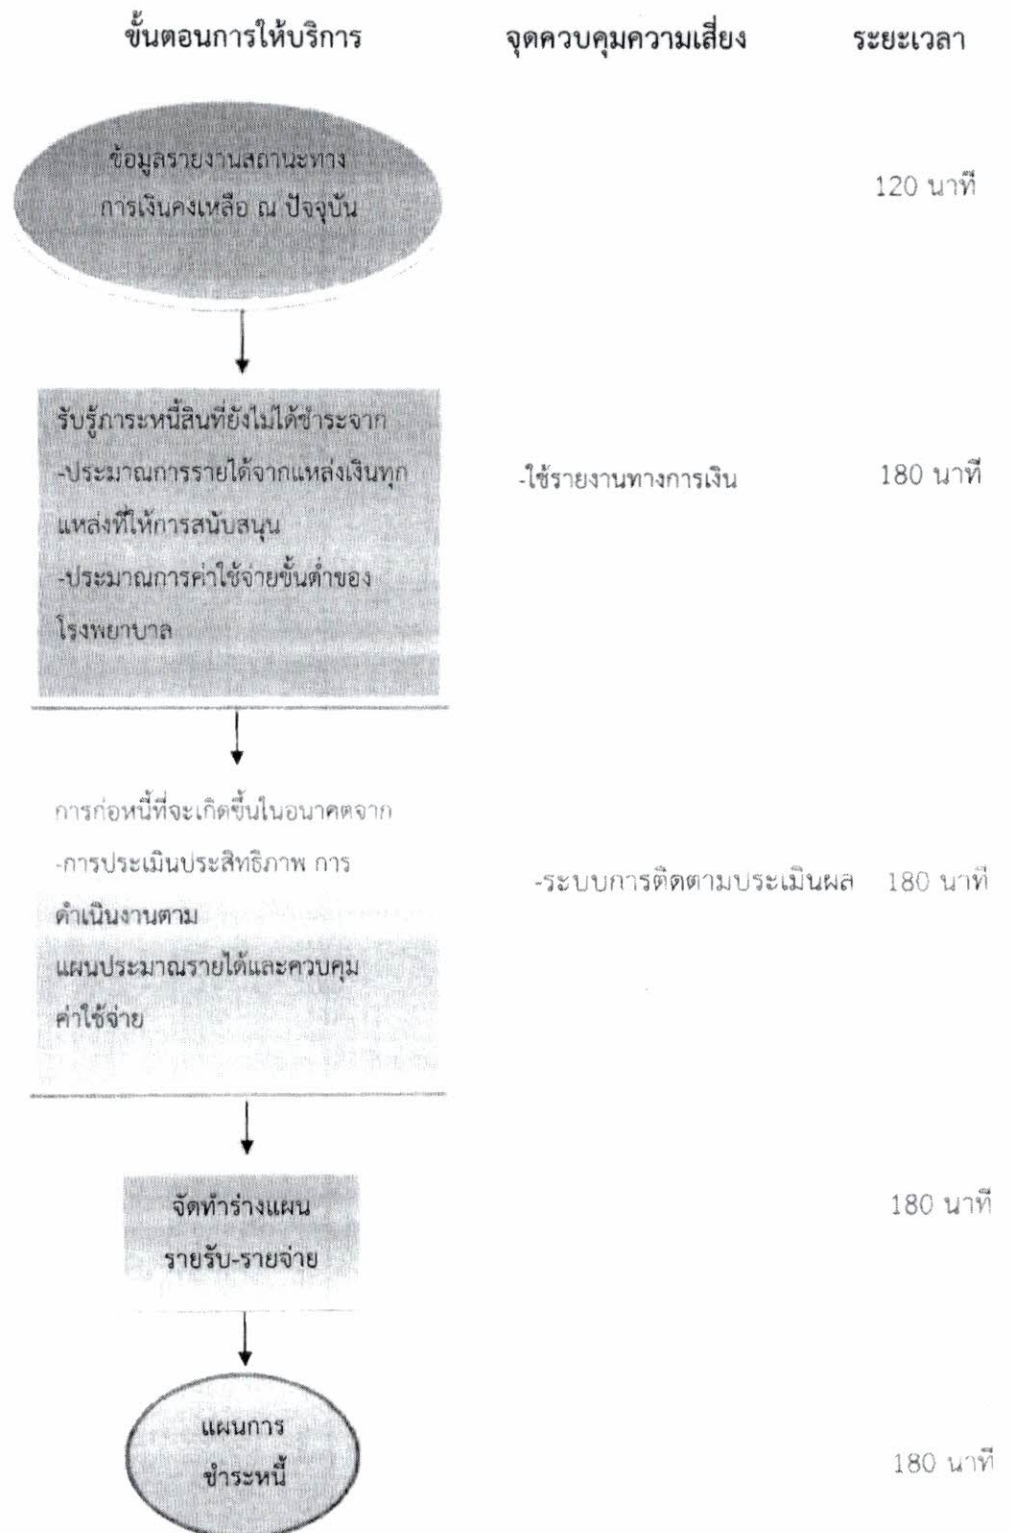 ขั้นตอนการให้บริการ จุดควบคุมความเสี่ยง ระยะเวลา
ข้อมูลรายงานสถานะทาง
การเงินคงเหลือ ณ ปัจจุบัน
120 นาที
รับรู้ภาระหนี้สินที่ยังไม่ได้ชำระจาก
-ประมาณการรายได้จากแหล่งเงินทุก
แหล่งที่ให้การสนับสนุน
-ประมาณการค่าใช้จ่ายขั้นต่ำของ
โรงพยาบาล
-ใช้รายงานทางการเงิน 180 นาที
การก่อหนี้ที่จะเกิดขึ้นในอนาคตจาก
-การประเมินประสิทธิภาพ การ
ดำเนินงานตาม
แผนประมาณรายได้และควบคุม
ค่าใช้จ่าย
-ระบบการติดตามประเมินผล 180 นาที
จัดทำร่างแผน
รายรับ-รายจ่าย
180 นาที
แผนการ
ชำระหนี้
180 นาที